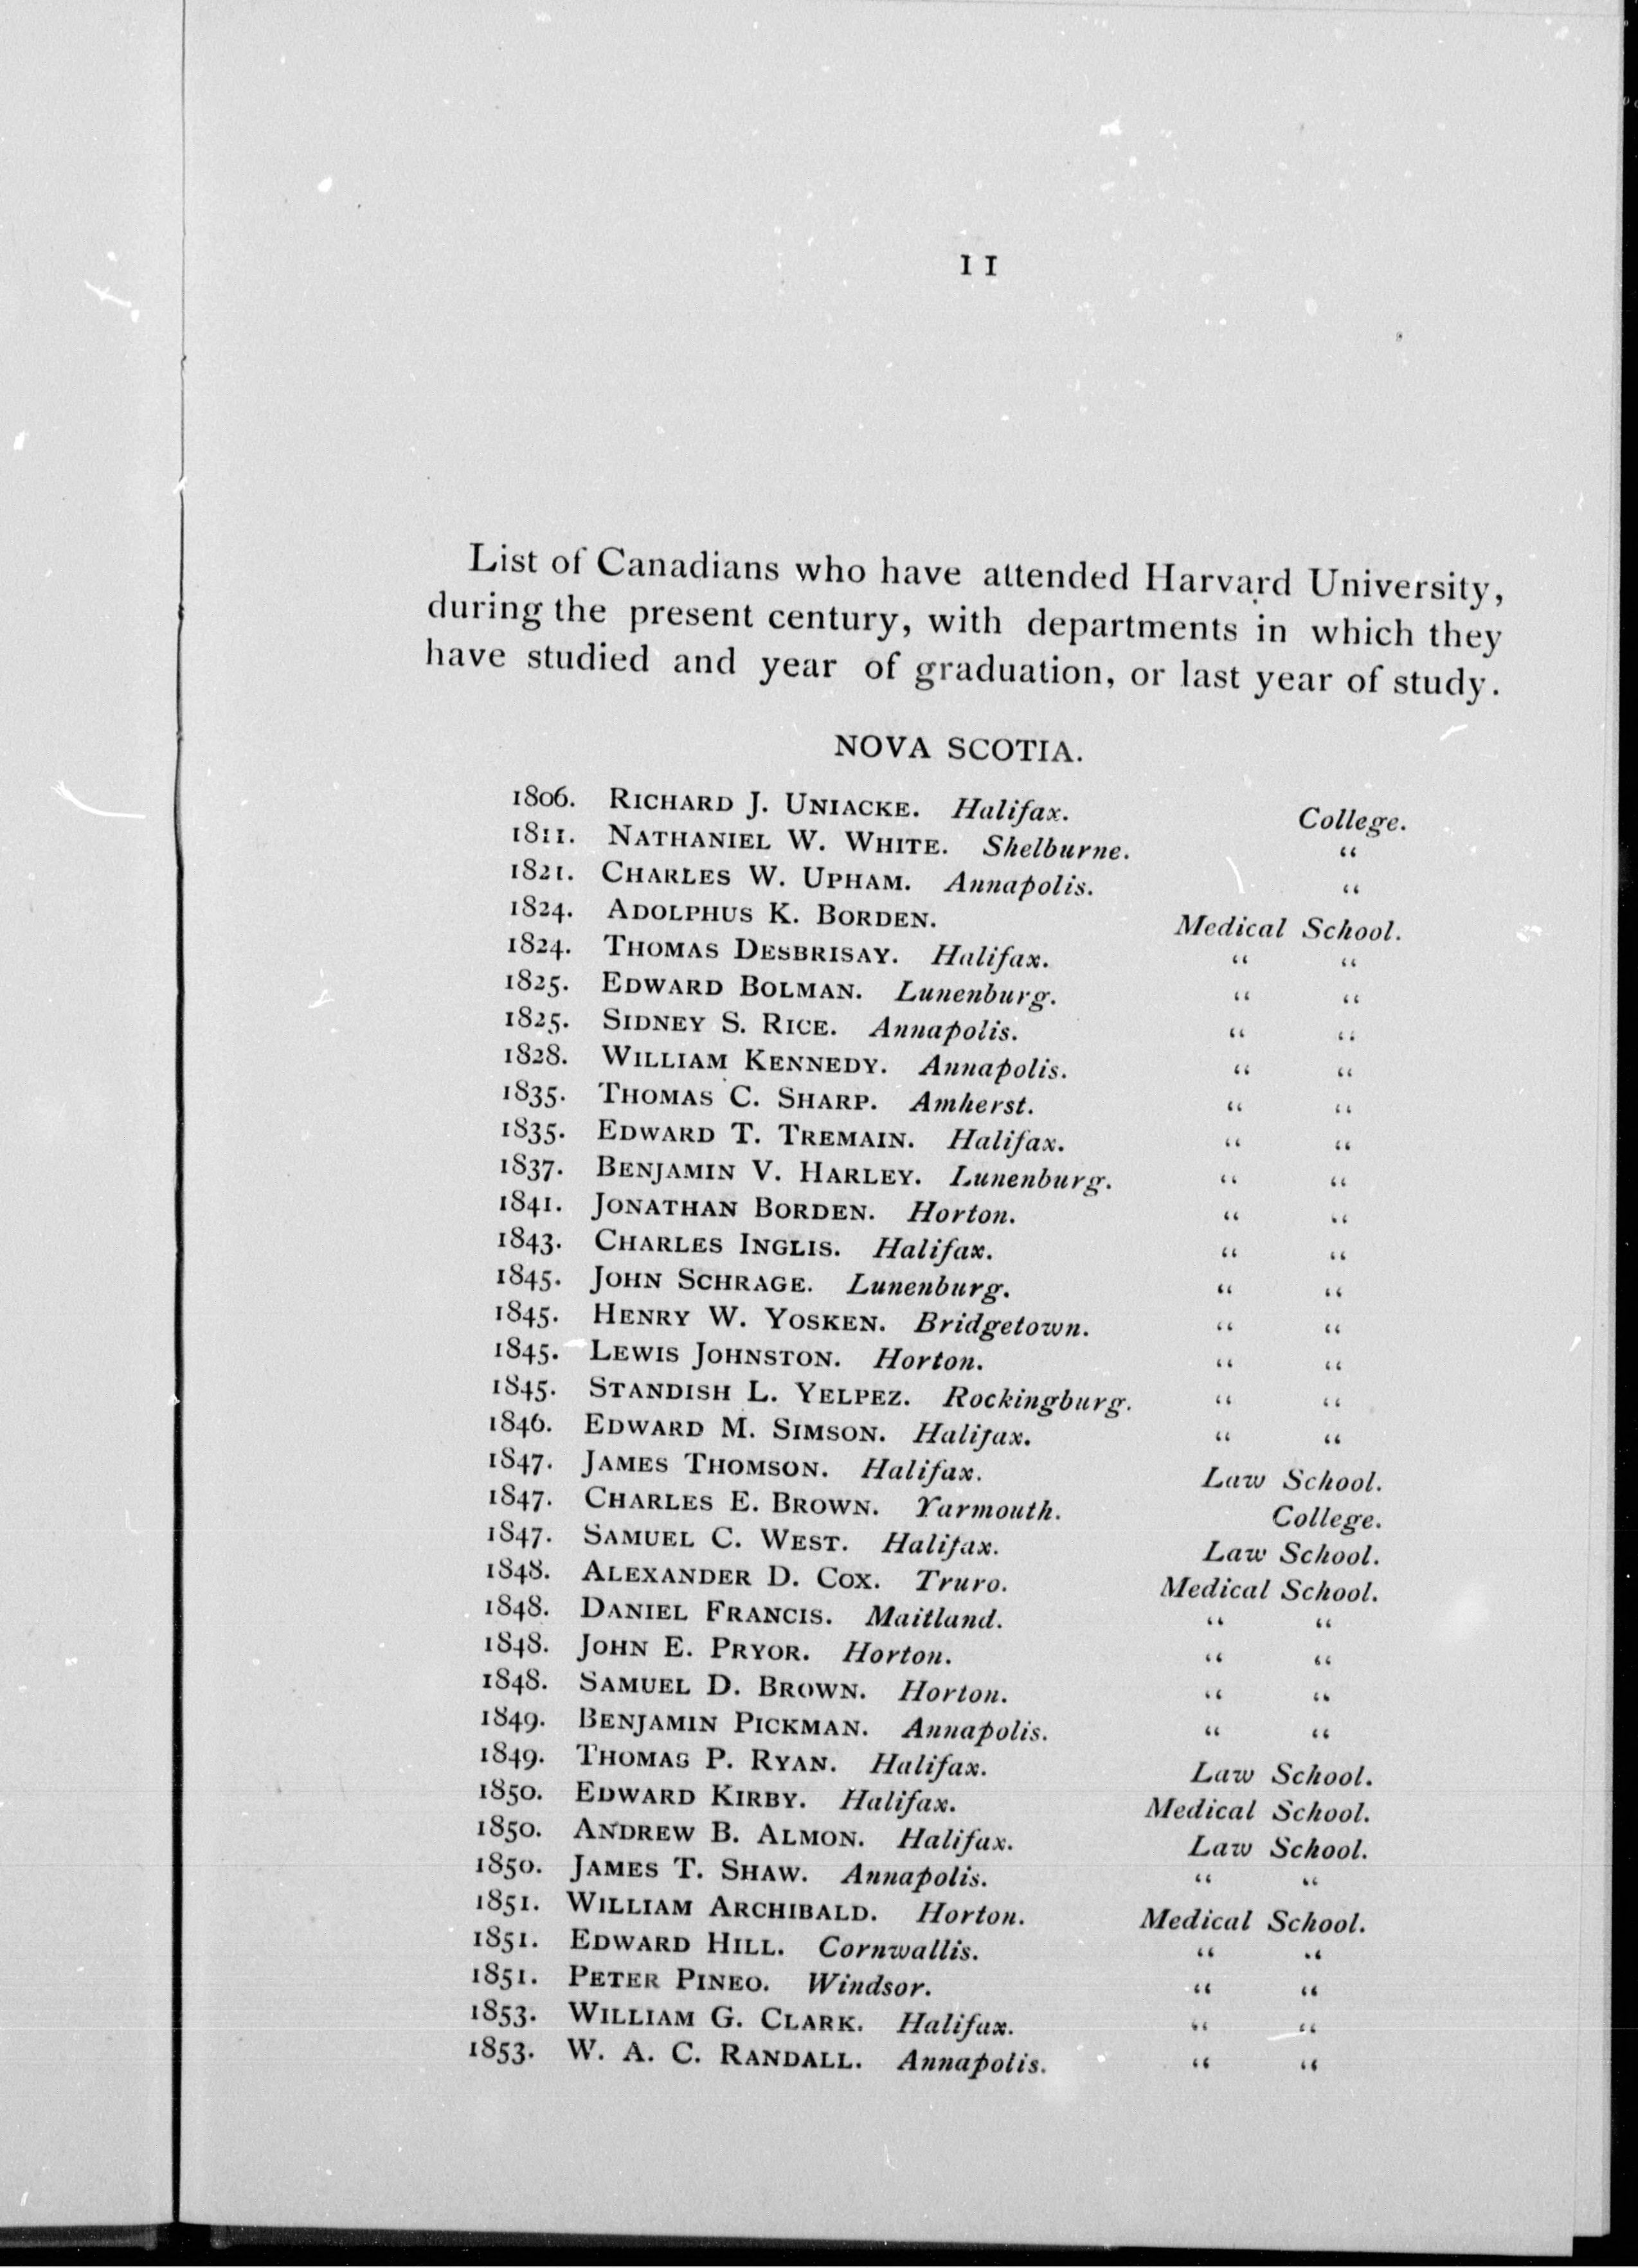 11
List of Canadians who have attended Harvard University,
during the present century, with departments in which they
have studied and year of graduation, or last year of study.
NOVA SCOTIA.
1806. RICHARD J. UNIACKE. Halifax. College.
1811. NATHANIEL W. WHITE. Shelburne. “
1821. CHARLES W. UPHAM. Annapolis. “
1824. ADOLPHUS K. BORDEN. Medical School.
1824. THOMAS DESBRISAY. Halifax. “ “
1825. EDWARD BOLMAN. Lunenburg. “ “
1825. SIDNEY S. RICE. Annapolis. “ “
1828. WILLIAM KENNEDY. Annapolis. “ “
1835. THOMAS C. SHARP. Amherst. “ “
1835. EDWARD T. TREMAIN. Halifax. “ “
1837. BENJAMIN V. HARLEY. Lunenburg. “ “
1841. JONATHAN BORDEN. Horton. “ “
1843. CHARLES INGLIS. Halifax. “ “
1845. JOHN SCHRAGE. Lunenburg. “ “
1845. HENRY W. YOSKEN. Bridgetown. “ “
1845. LEWIS JOHNSTON. Horton. “ “
1845. STANDISH L. YELPEZ. Rockingburg. “ “
1846. EDWARD M. SIMSON. Halifax. “ “
1847. JAMES THOMSON. Halifax. Law School.
1847. CHARLES E. BROWN. Yarmouth. College.
1847. SAMUEL C. WEST. Halifax. Law School.
1848. ALEXANDER D. COX. Truro. Medical School.
1848. DANIEL FRANCIS. Maitland. “ “
1848. JOHN E. PRYOR. Horton. “ “
1848. SAMUEL D. BROWN. Horton. “ “
1849. BENJAMIN PICKMAN. Annapolis. “ “
1849. THOMAS P. RYAN. Halifax. Law School.
1850. EDWARD KIRBY. Halifax. Medical School.
1850. ANDREW B. ALMON. Halifax. Law School.
1850. JAMES T. SHAW. Annapolis. “ “
1851. WILLIAM ARCHIBALD. Horton. Medical School.
1851. EDWARD HILL. Cornwallis. “ “
1851. PETER PINEO. Windsor. “ “
1853. WILLIAM G. CLARK. Halifax. “ “
1853. W. A. C. RANDALL. Annapolis. “ “